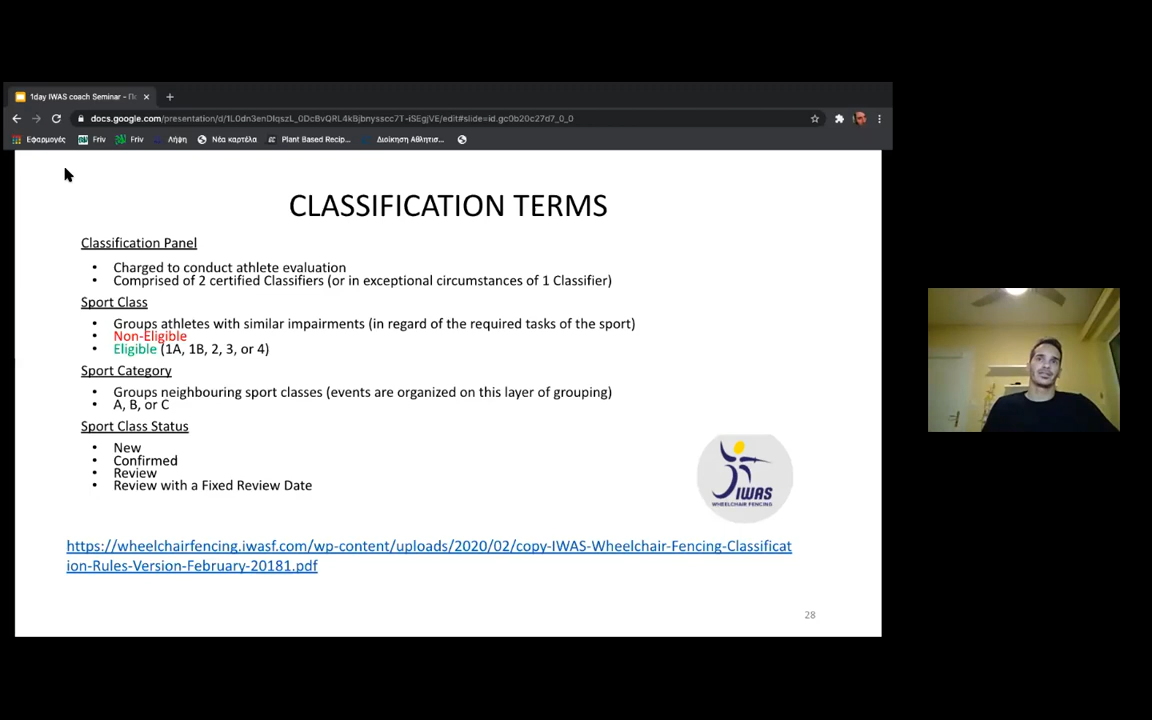 1day IWAS coach Seminar - Πα
docs.google.com/presentation/d/1L0dn3enDIqszL_0DcBvQRL4kBjbnysscc7T-iSEgjVE/edit#slide=id.gc0b20c27d7_0_0
Εφαρμογές Friv Friv Λήψη Νέα καρτέλα Plant Based Recip... Διοίκηση Αθλητισ...
CLASSIFICATION TERMS
Classification Panel
• Charged to conduct athlete evaluation
• Comprised of 2 certified Classifiers (or in exceptional circumstances of 1 Classifier)
Sport Class
• Groups athletes with similar impairments (in regard of the required tasks of the sport)
• Non-Eligible
• Eligible (1A, 1B, 2, 3, or 4)
Sport Category
• Groups neighbouring sport classes (events are organized on this layer of grouping)
• A, B, or C
Sport Class Status
• New
• Confirmed
• Review
• Review with a Fixed Review Date
IWAS
WHEELCHAIR FENCING
https://wheelchairfencing.iwasf.com/wp-content/uploads/2020/02/copy-IWAS-Wheelchair-Fencing-Classificat
ion-Rules-Version-February-20181.pdf
28